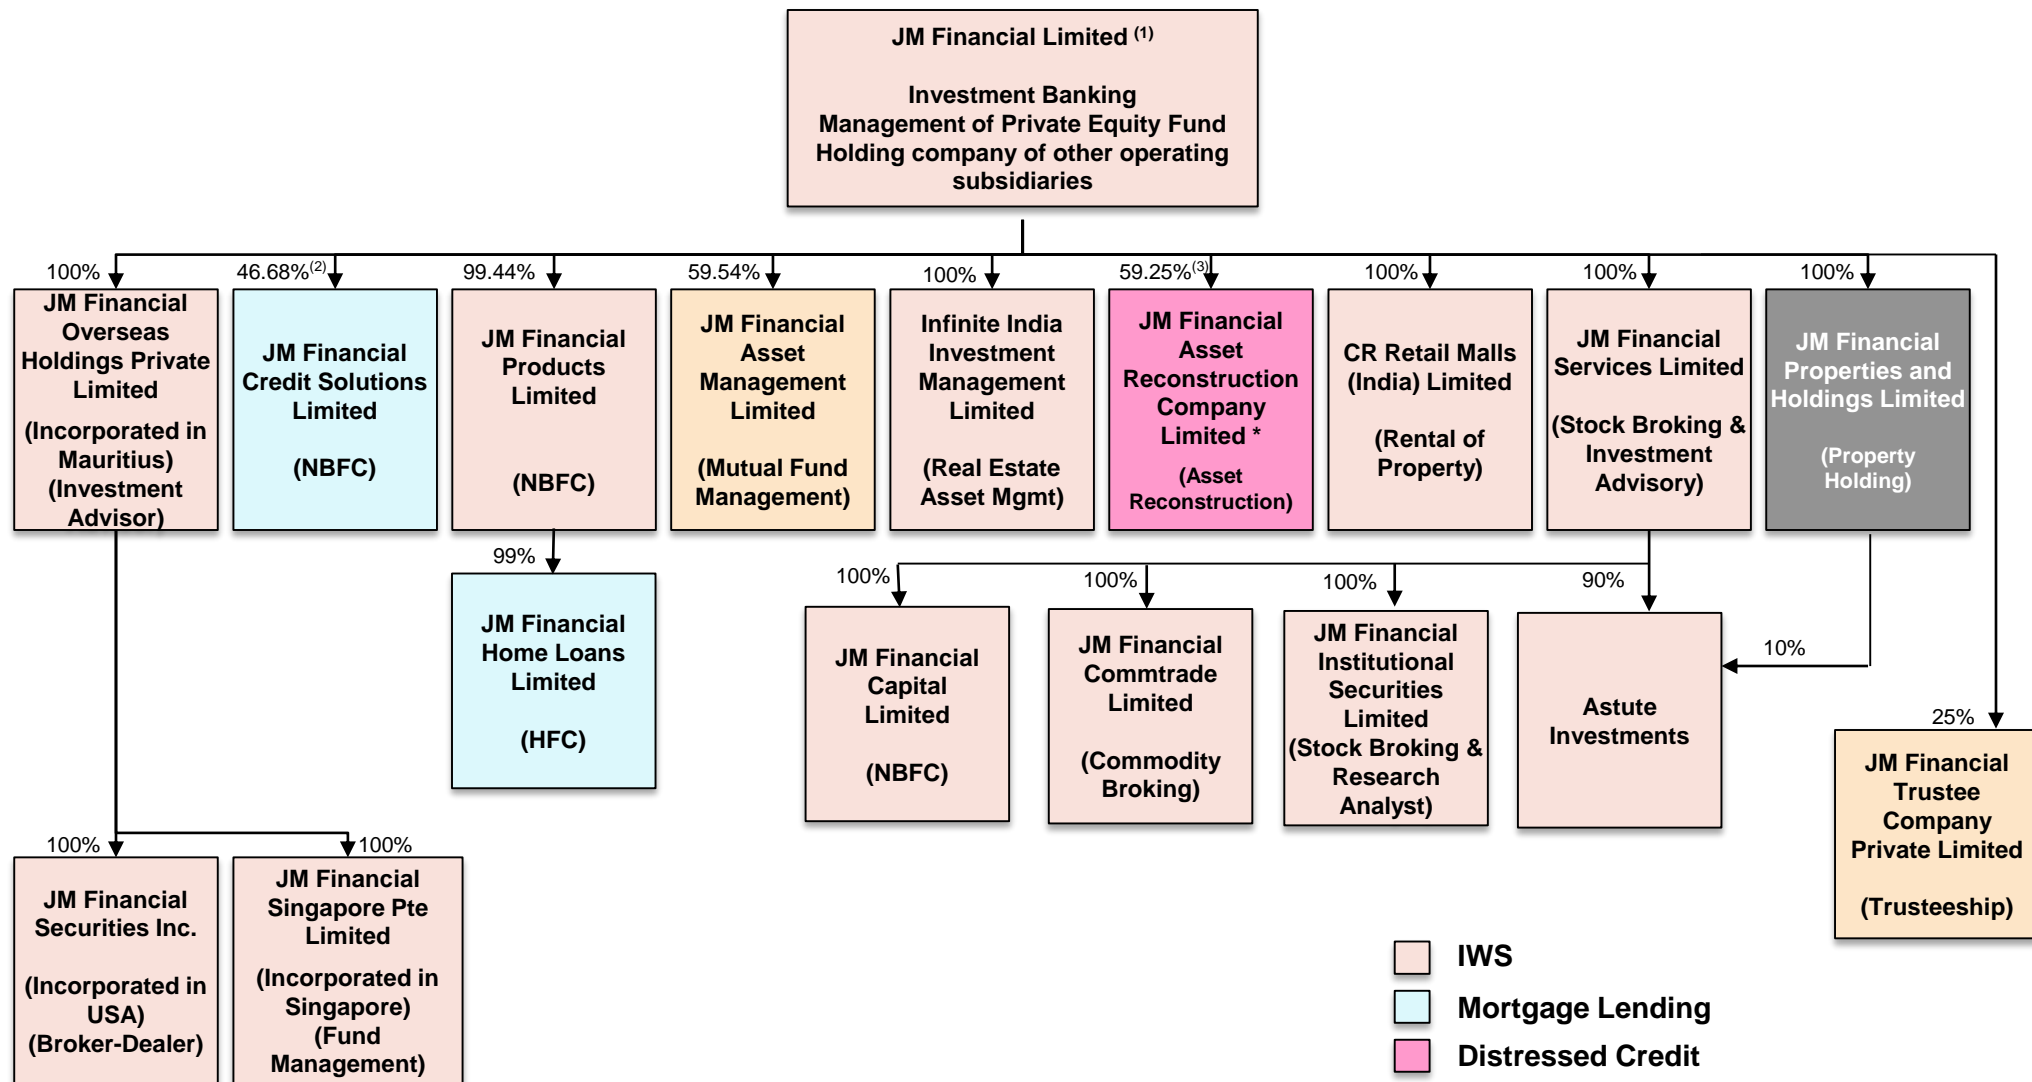 JM Financial Limited (1)
Investment Banking
Management of Private Equity Fund
Holding company of other operating
subsidiaries
100%
46.68%(2)
99.44%
59.54%
100%
59.25%(3)
100%
100%
100%
JM Financial
Overseas
Holdings Private
Limited
(Incorporated in
Mauritius)
(Investment
Advisor)
JM Financial
Credit Solutions
Limited
(NBFC)
JM Financial
Products
Limited
(NBFC)
JM Financial
Asset
Management
Limited
(Mutual Fund
Management)
Infinite India
Investment
Management
Limited
(Real Estate
Asset Mgmt)
JM Financial
Asset
Reconstruction
Company
Limited *
(Asset
Reconstruction)
CR Retail Malls
(India) Limited
(Rental of
Property)
JM Financial
Services Limited
(Stock Broking &
Investment
Advisory)
JM Financial
Properties and
Holdings Limited
(Property
Holding)
99%
JM Financial
Home Loans
Limited
(HFC)
100%
JM Financial
Capital
Limited
(NBFC)
100%
JM Financial
Commtrade
Limited
(Commodity
Broking)
100%
JM Financial
Institutional
Securities
Limited
(Stock Broking &
Research
Analyst)
90%
Astute
Investments
10%
25%
JM Financial
Trustee
Company
Private Limited
(Trusteeship)
100%
JM Financial
Securities Inc.
(Incorporated in
USA)
(Broker-Dealer)
100%
JM Financial
Singapore Pte
Limited
(Incorporated in
Singapore)
(Fund
Management)
IWS
Mortgage Lending
Distressed Credit